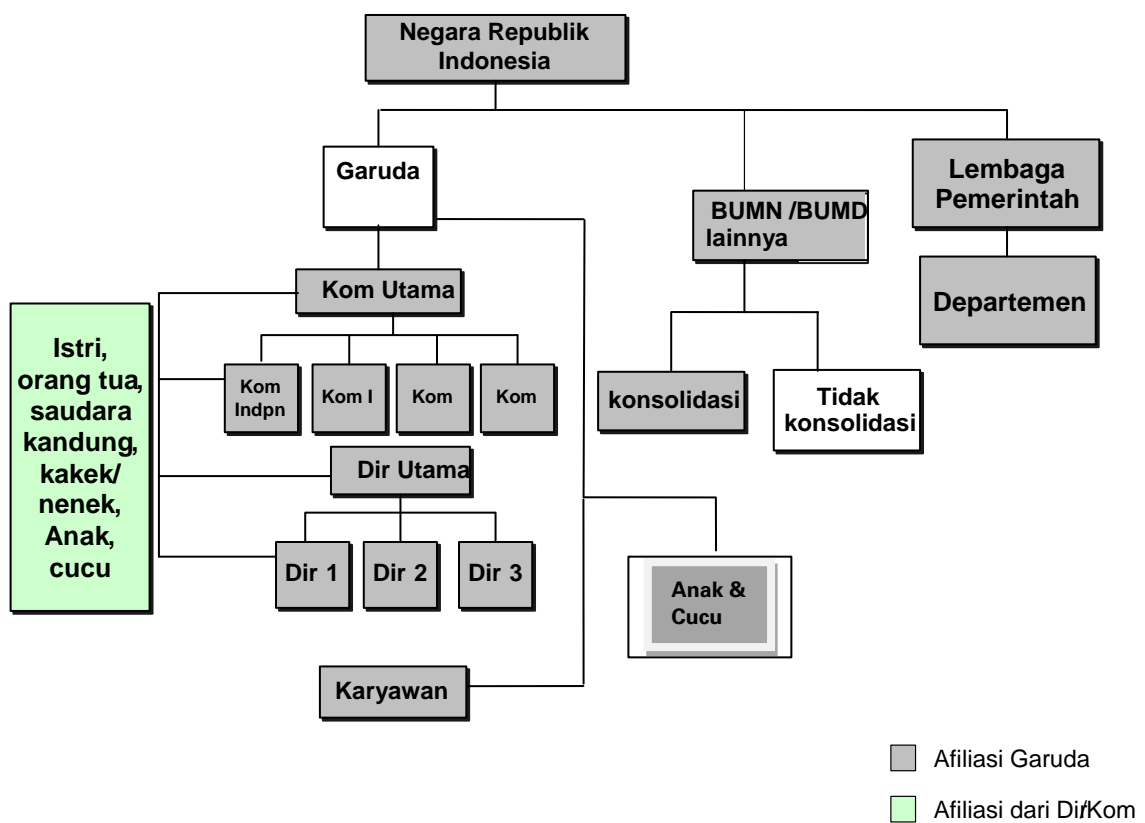 Negara Republik
Indonesia
Garuda
Lembaga
Pemerintah
BUMN /BUMD
lainnya
Departemen
Kom Utama
Istri,
orang tua,
saudara
kandung,
kakek/
nenek,
Anak,
cucu
Kom
Indpn
Kom I
Kom
Kom
konsolidasi
Tidak
konsolidasi
Dir Utama
Dir 1
Dir 2
Dir 3
Anak &
Cucu
Karyawan
Afiliasi Garuda
Afiliasi dari Dir/Kom